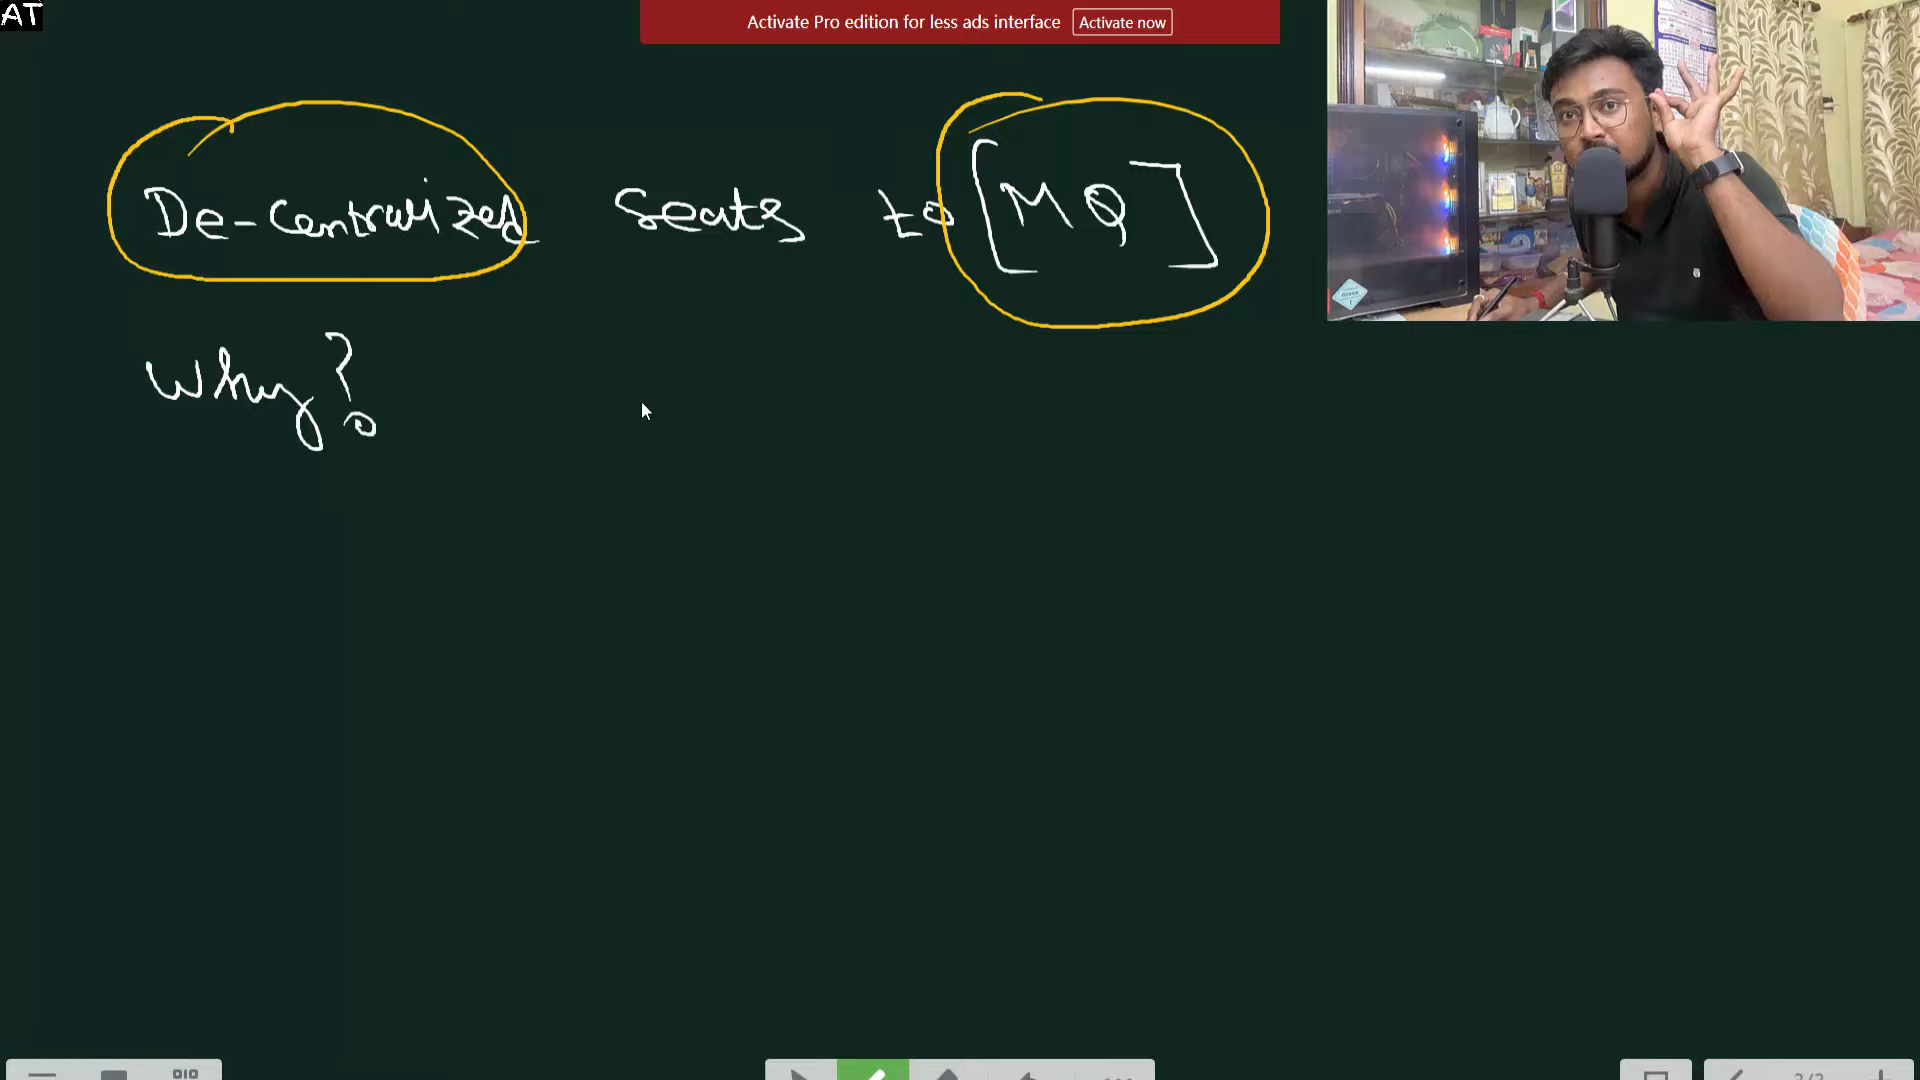 AT
Activate Pro edition for less ads interface Activate now
De-Centralized Seats to [MQ]
Why?